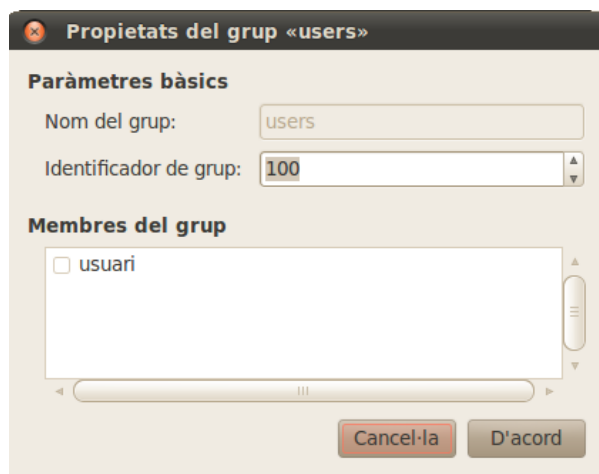 Propietats del grup «users»
Paràmetres bàsics
Nom del grup: users
Identificador de grup: 100
Membres del grup
usuari
Cancel·la D'acord